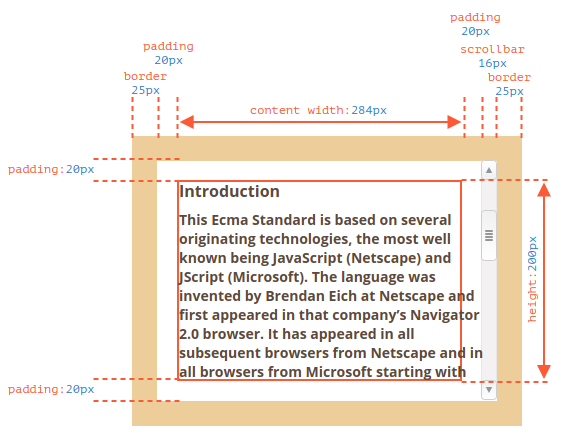 padding
20px
padding
20px
scrollbar
16px
border
25px
border
25px
content width:284px
padding:20px
Introduction
This Ecma Standard is based on several
originating technologies, the most well
known being JavaScript (Netscape) and
JScript (Microsoft). The language was
invented by Brendan Eich at Netscape and
first appeared in that company’s Navigator
2.0 browser. It has appeared in all
subsequent browsers from Netscape and in
all browsers from Microsoft starting with
height:200px
padding:20px